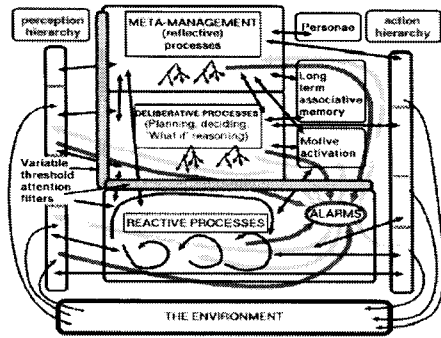 perception
hierarchy
META-MANAGEMENT
(reflective)
processes
Personae
action
hierarchy
Long
term
associative
memory
DELIBERATIVE PROCESSES
(Planning, deciding,
'What if' reasoning)
Motive
activation
Variable
threshold
attention
filters
REACTIVE PROCESSES
ALARMS
THE ENVIRONMENT